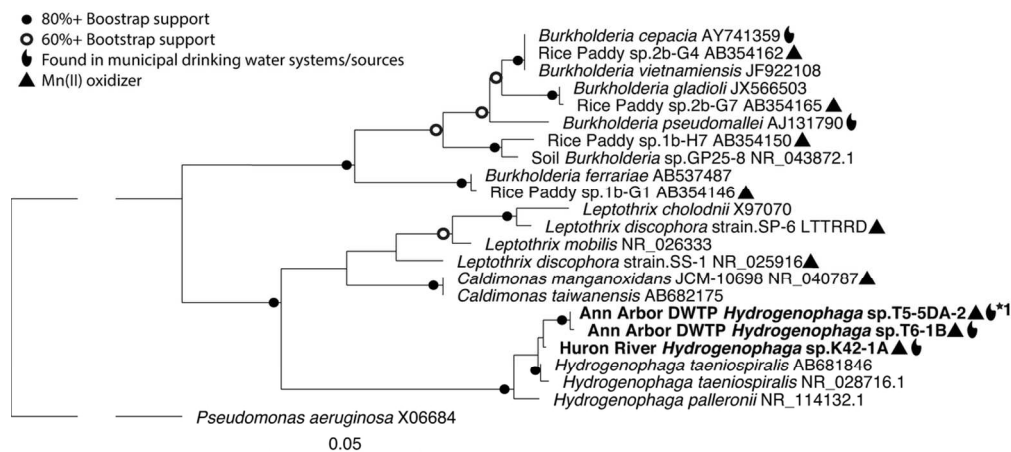 80%+ Boostrap support
60%+ Bootstrap support
Found in municipal drinking water systems/sources
Mn(II) oxidizer
Burkholderia cepacia AY741359
Rice Paddy sp.2b-G4 AB354162
Burkholderia vietnamiensis JF922108
Burkholderia gladioli JX566503
Rice Paddy sp.2b-G7 AB354165
Burkholderia pseudomallei AJ131790
Rice Paddy sp.1b-H7 AB354150
Soil Burkholderia sp.GP25-8 NR_043872.1
Burkholderia ferrariae AB537487
Rice Paddy sp.1b-G1 AB354146
Leptothrix cholodnii X97070
Leptothrix discophora strain.SP-6 LTTRRD
Leptothrix mobilis NR_026333
Leptothrix discophora strain.SS-1 NR_025916
Caldimonas manganoxidans JCM-10698 NR_040787
Caldimonas taiwanensis AB682175
Ann Arbor DWTP Hydrogenophaga sp.T5-5DA-2 *1
Ann Arbor DWTP Hydrogenophaga sp.T6-1B
Huron River Hydrogenophaga sp.K42-1A
Hydrogenophaga taeniospiralis AB681846
Hydrogenophaga taeniospiralis NR_028716.1
Hydrogenophaga palleronii NR_114132.1
Pseudomonas aeruginosa X06684
0.05